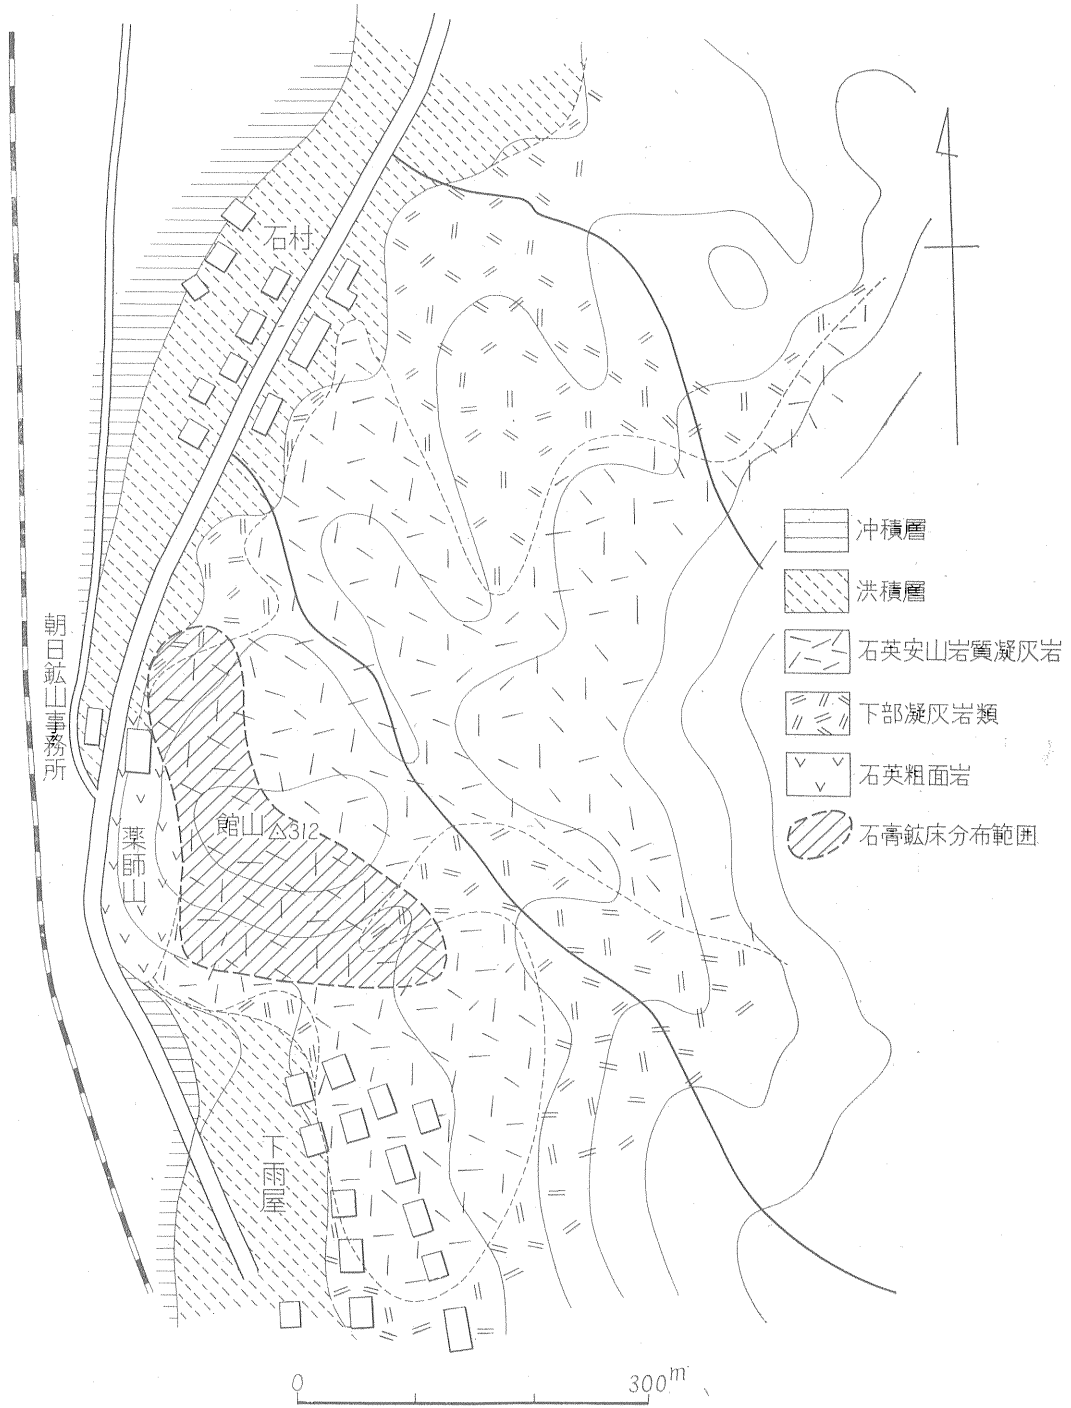 石村
朝日鉱山事務所
薬師山
館山△312
下雨屋
冲積層
洪積層
石英安山岩質凝灰岩
下部凝灰岩類
石英粗面岩
石膏鉱床分布範囲
0 300m